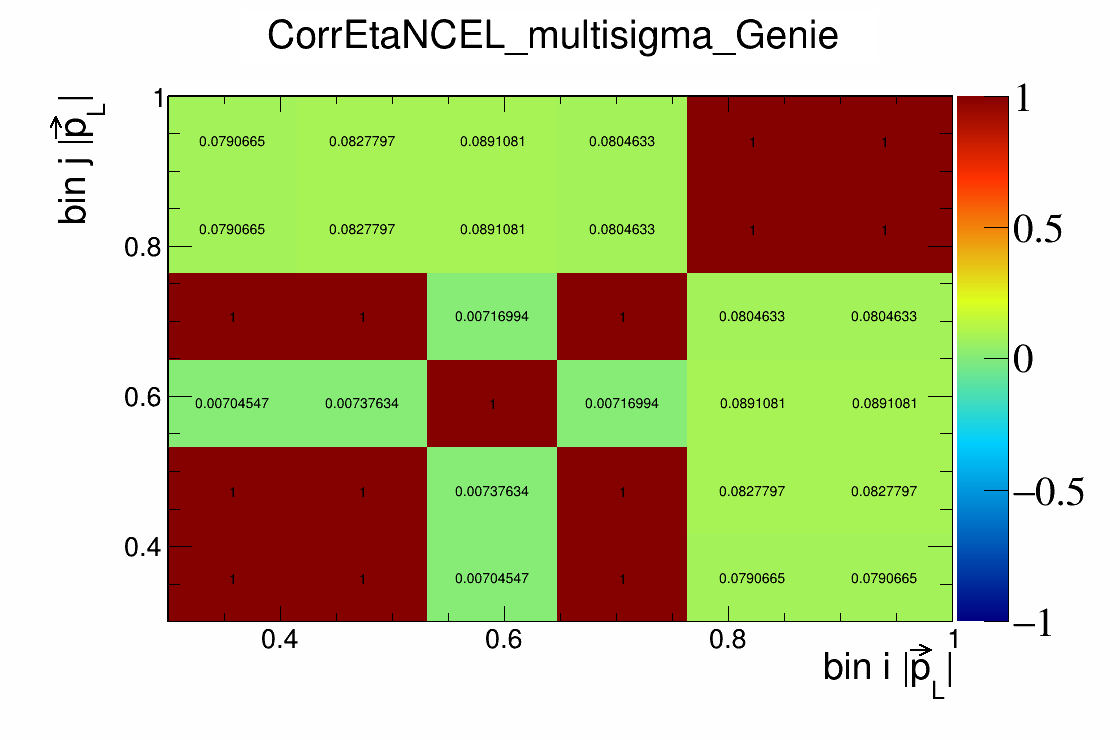 CorrEtaNCEL_multisigma_Genie
bin j |p⃗_L|
1
0.8
0.6
0.4
0.0790665 0.0827797 0.0891081 0.0804633 1 1
0.0790665 0.0827797 0.0891081 0.0804633 1 1
1 1 0.00716994 1 0.0804633 0.0804633
0.00704547 0.00737634 1 0.00716994 0.0891081 0.0891081
1 1 0.00737634 1 0.0827797 0.0827797
1 1 0.00704547 1 0.0790665 0.0790665
0.4 0.6 0.8 1
bin i |p⃗_L|
1
0.5
0
−0.5
−1